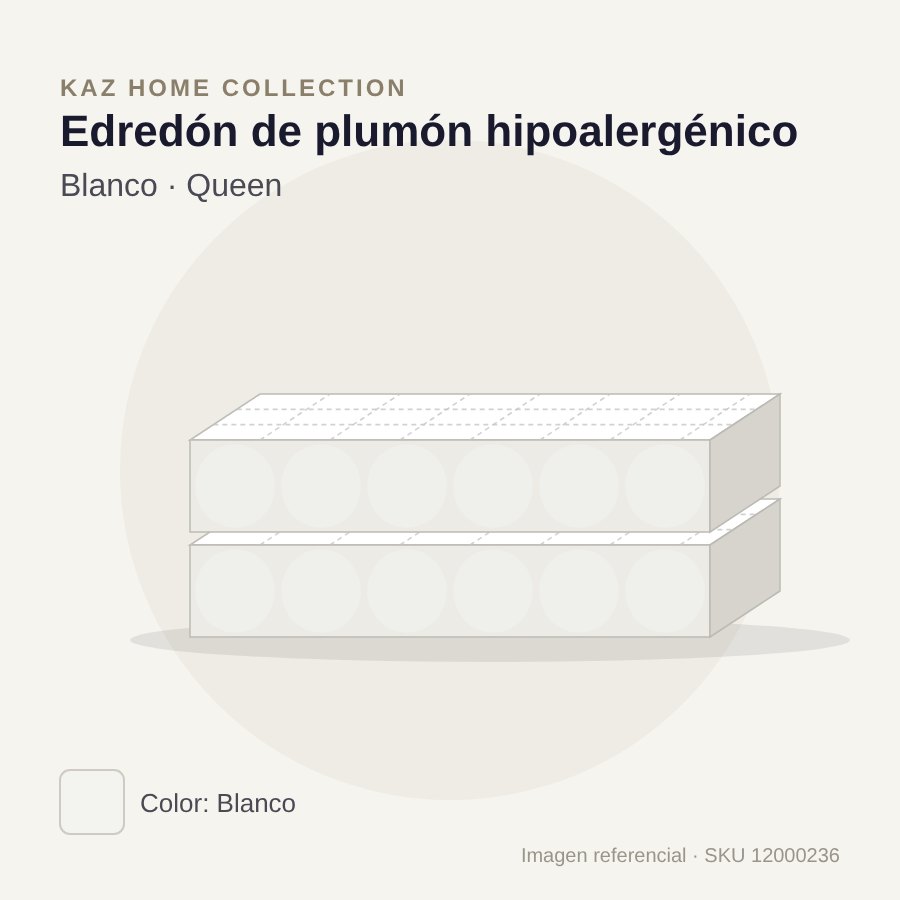 KAZ HOME COLLECTION
Edredón de plumón hipoalergénico
Blanco · Queen
Color: Blanco
Imagen referencial · SKU 12000236